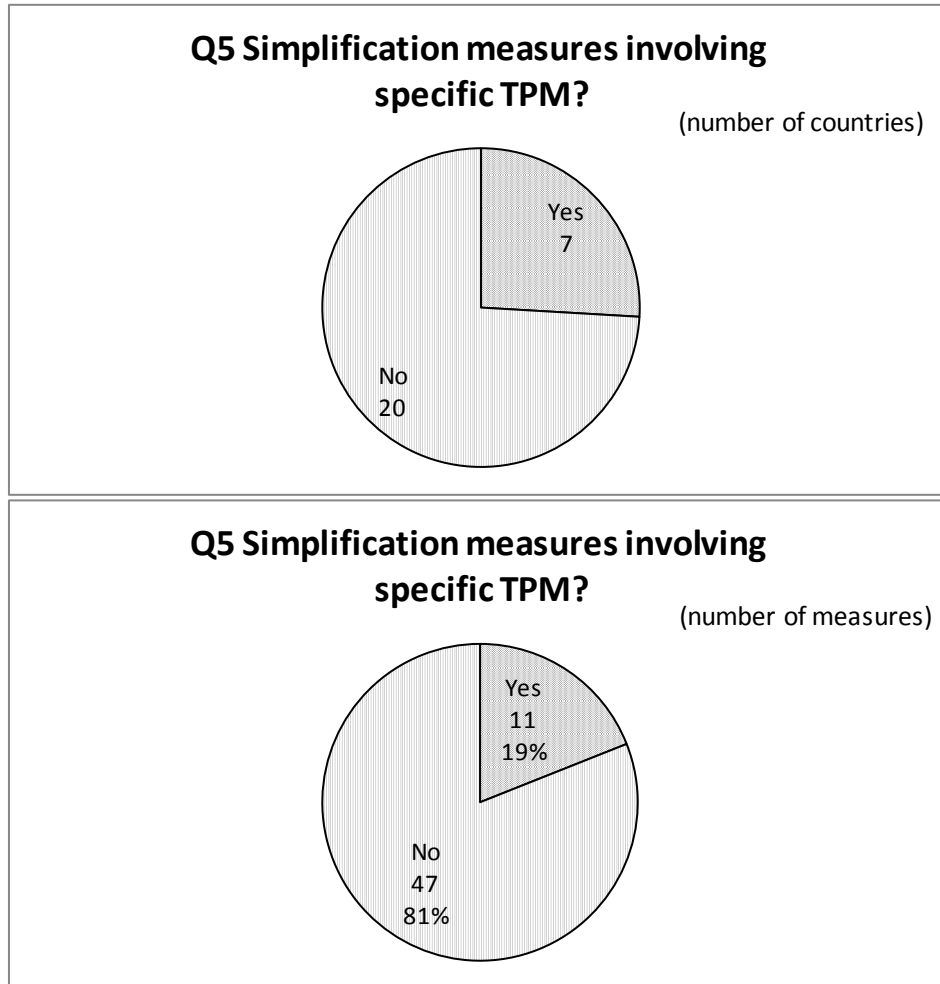 Q5 Simplification measures involving
specific TPM?
(number of countries)
Yes
7
No
20
Q5 Simplification measures involving
specific TPM?
(number of measures)
Yes
11
19%
No
47
81%